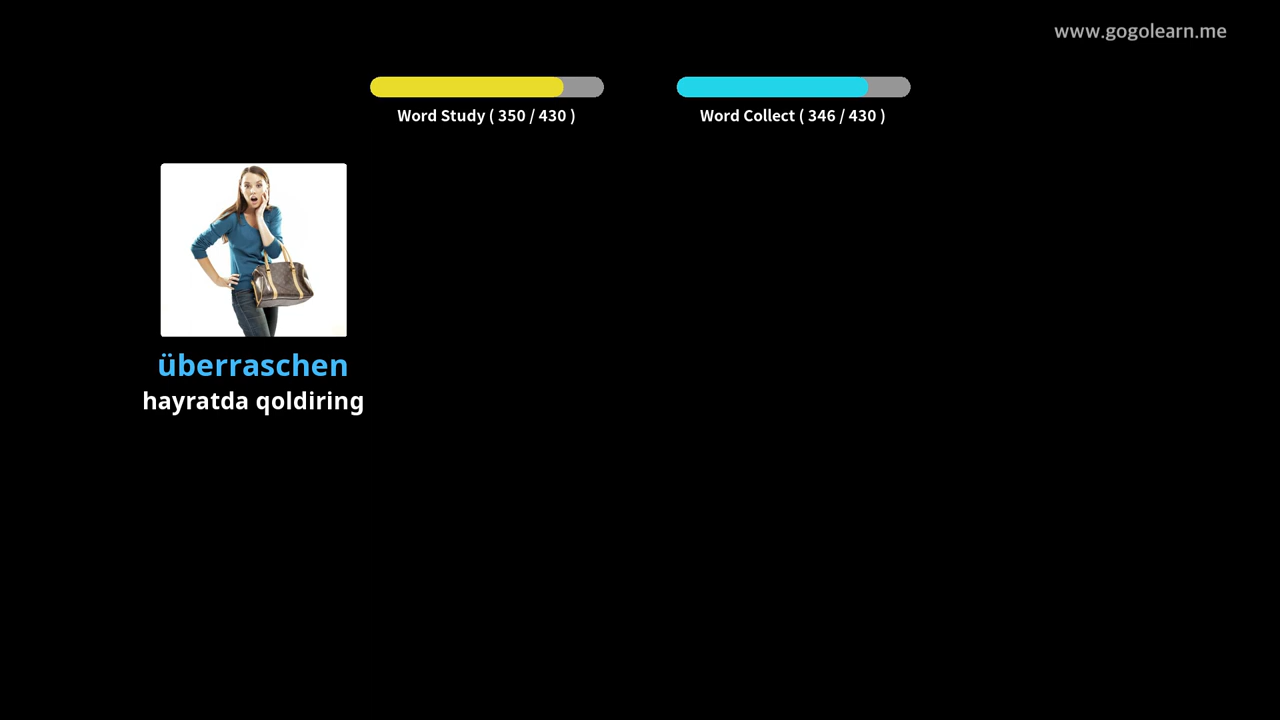 www.gogolearn.me
Word Study ( 350 / 430 )
Word Collect ( 346 / 430 )
überraschen
hayratda qoldiring